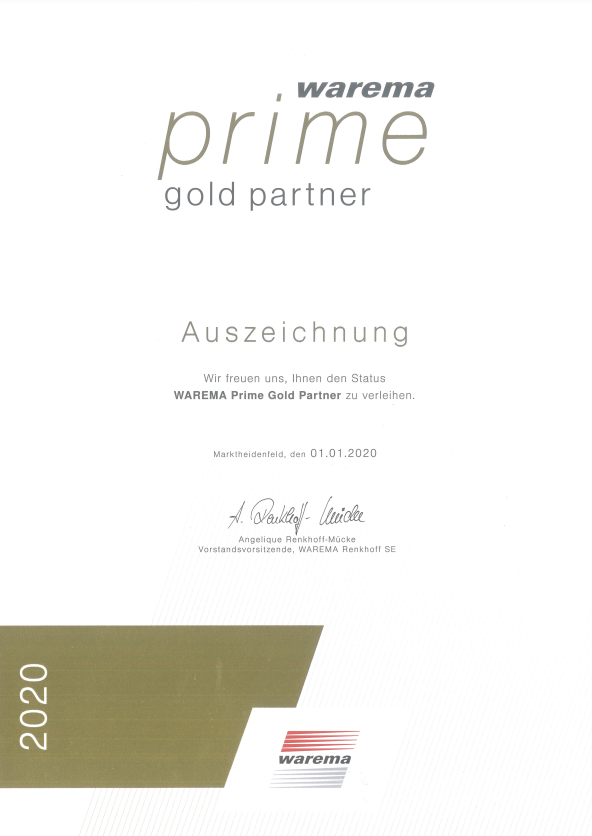 warema
prime
gold partner
Auszeichnung
Wir freuen uns, Ihnen den Status
WAREMA Prime Gold Partner zu verleihen.
Marktheidenfeld, den 01.01.2020
A. Renkhoff-Mücke
Angelique Renkhoff-Mücke
Vorstandsvorsitzende, WAREMA Renkhoff SE
2020
warema